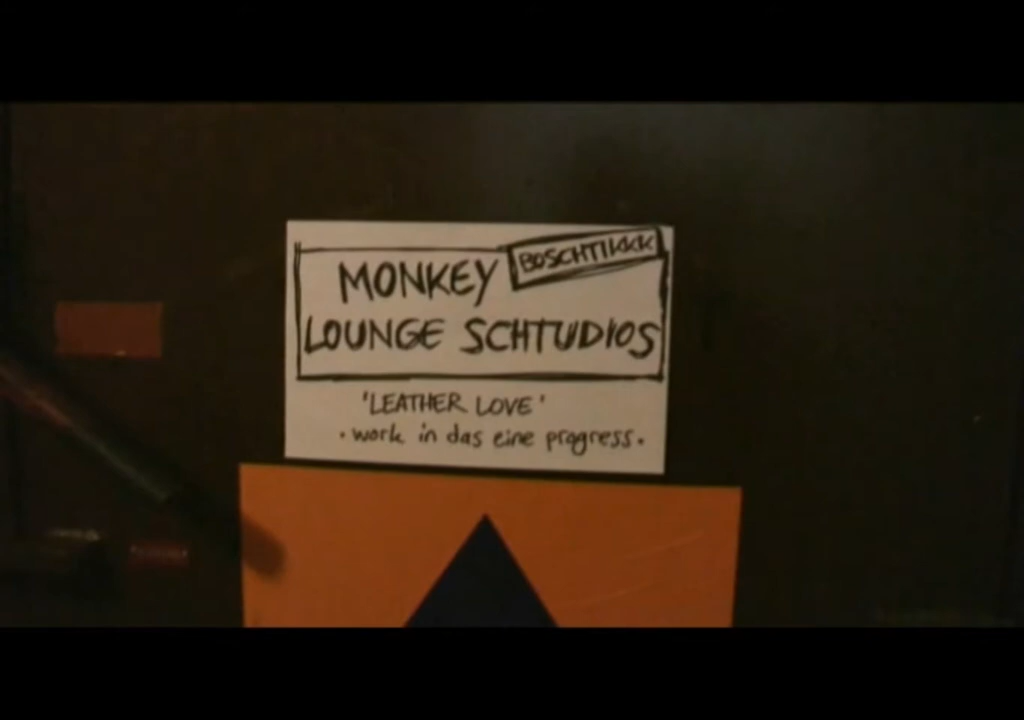 BOSCHTIKKK
MONKEY
LOUNGE SCHTUDIOS
'LEATHER LOVE'
• work in das eine progress •